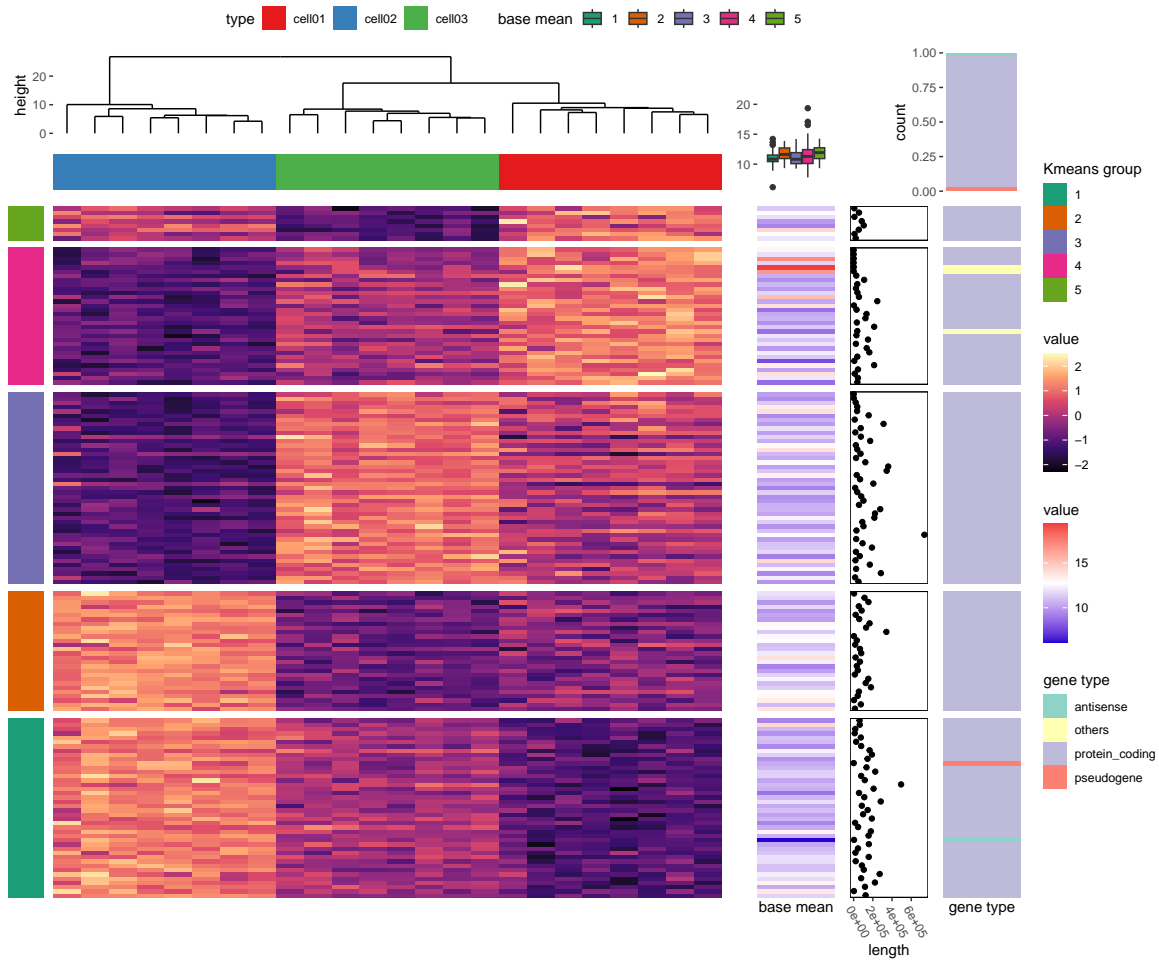 type cell01 cell02 cell03 base mean 1 2 3 4 5
height
20
10
0
20
15
10
count
1.00
0.75
0.50
0.25
0.00
Kmeans group
1
2
3
4
5
value
2
1
0
−1
−2
value
15
10
gene type
antisense
others
protein_coding
pseudogene
base mean
0e+00
2e+05
4e+05
6e+05
length
gene type